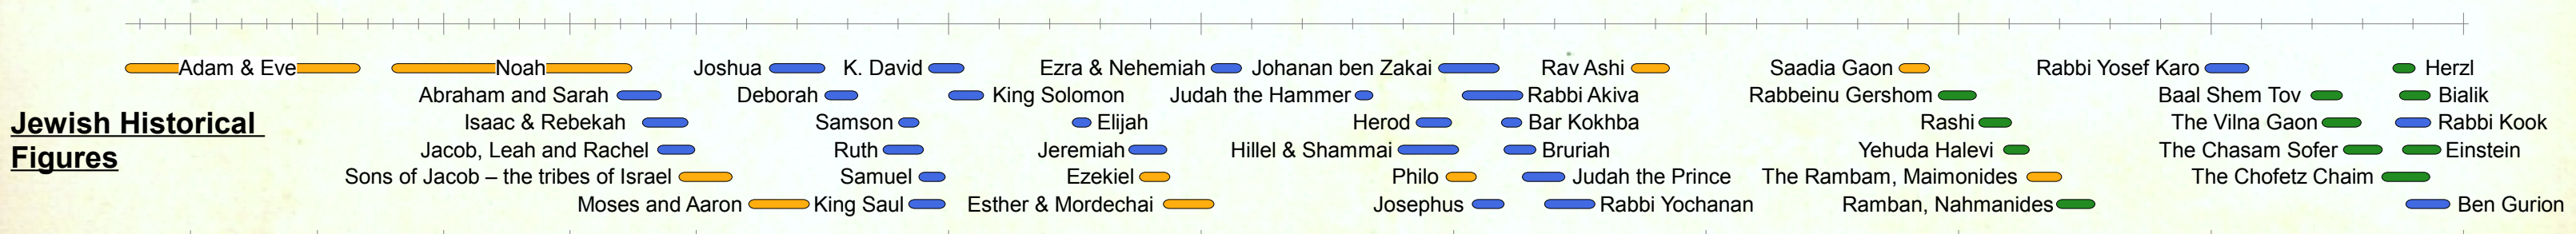 Jewish Historical
Figures
Adam & Eve Noah Joshua K. David Ezra & Nehemiah Johanan ben Zakai Rav Ashi Saadia Gaon Rabbi Yosef Karo Herzl
Abraham and Sarah Deborah King Solomon Judah the Hammer Rabbi Akiva Rabbeinu Gershom Baal Shem Tov Bialik
Isaac & Rebekah Samson Elijah Herod Bar Kokhba Rashi The Vilna Gaon Rabbi Kook
Jacob, Leah and Rachel Ruth Jeremiah Hillel & Shammai Bruriah Yehuda Halevi The Chasam Sofer Einstein
Sons of Jacob – the tribes of Israel Samuel Ezekiel Philo Judah the Prince The Rambam, Maimonides The Chofetz Chaim
Moses and Aaron King Saul Esther & Mordechai Josephus Rabbi Yochanan Ramban, Nahmanides Ben Gurion